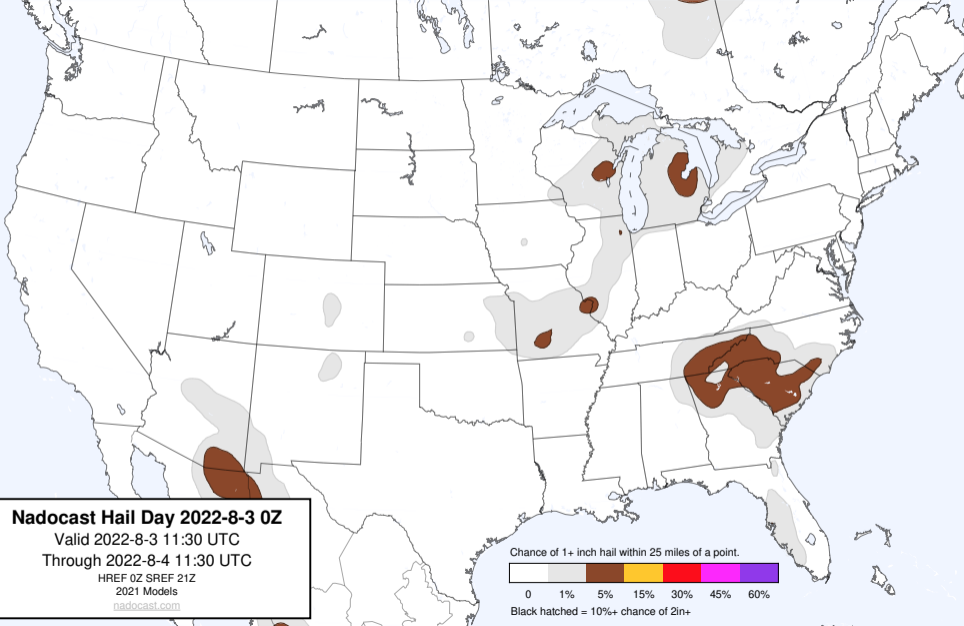 Nadocast Hail Day 2022-8-3 0Z
Valid 2022-8-3 11:30 UTC
Through 2022-8-4 11:30 UTC
HREF 0Z SREF 21Z
2021 Models
nadocast.com
Chance of 1+ inch hail within 25 miles of a point.
0 1% 5% 15% 30% 45% 60%
Black hatched = 10%+ chance of 2in+